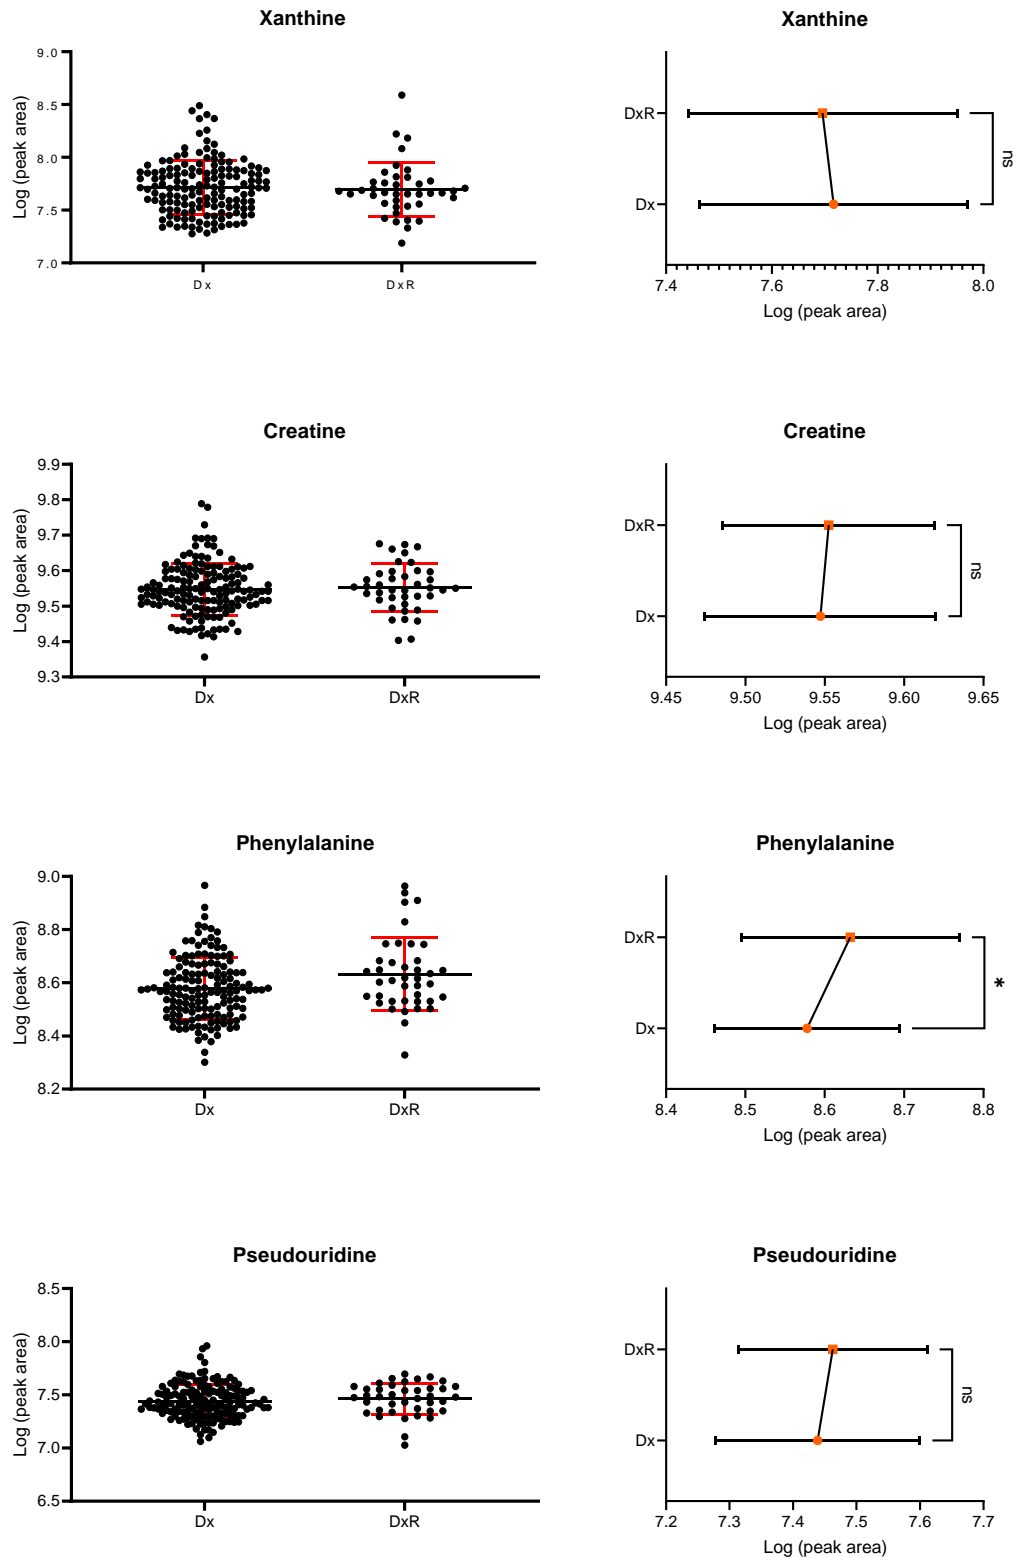 Xanthine
Log (peak area)
9.0
8.5
8.0
7.5
7.0
Dx
DxR
Xanthine
DxR
Dx
ns
7.4
7.6
7.8
8.0
Log (peak area)
Creatine
Log (peak area)
9.9
9.8
9.7
9.6
9.5
9.4
9.3
Dx
DxR
Creatine
DxR
Dx
ns
9.45
9.50
9.55
9.60
9.65
Log (peak area)
Phenylalanine
Log (peak area)
9.0
8.8
8.6
8.4
8.2
Dx
DxR
Phenylalanine
DxR
Dx
*
8.4
8.5
8.6
8.7
8.8
Log (peak area)
Pseudouridine
Log (peak area)
8.5
8.0
7.5
7.0
6.5
Dx
DxR
Pseudouridine
DxR
Dx
ns
7.2
7.3
7.4
7.5
7.6
7.7
Log (peak area)